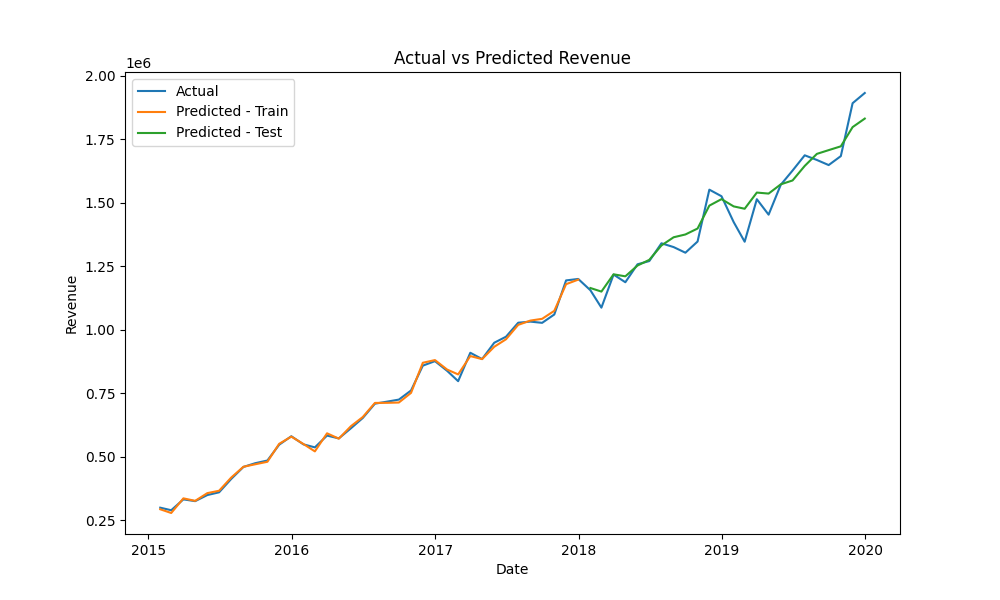 Actual vs Predicted Revenue
1e6
2.00
1.75
1.50
1.25
1.00
0.75
0.50
0.25
Revenue
Actual
Predicted - Train
Predicted - Test
2015 2016 2017 2018 2019 2020
Date